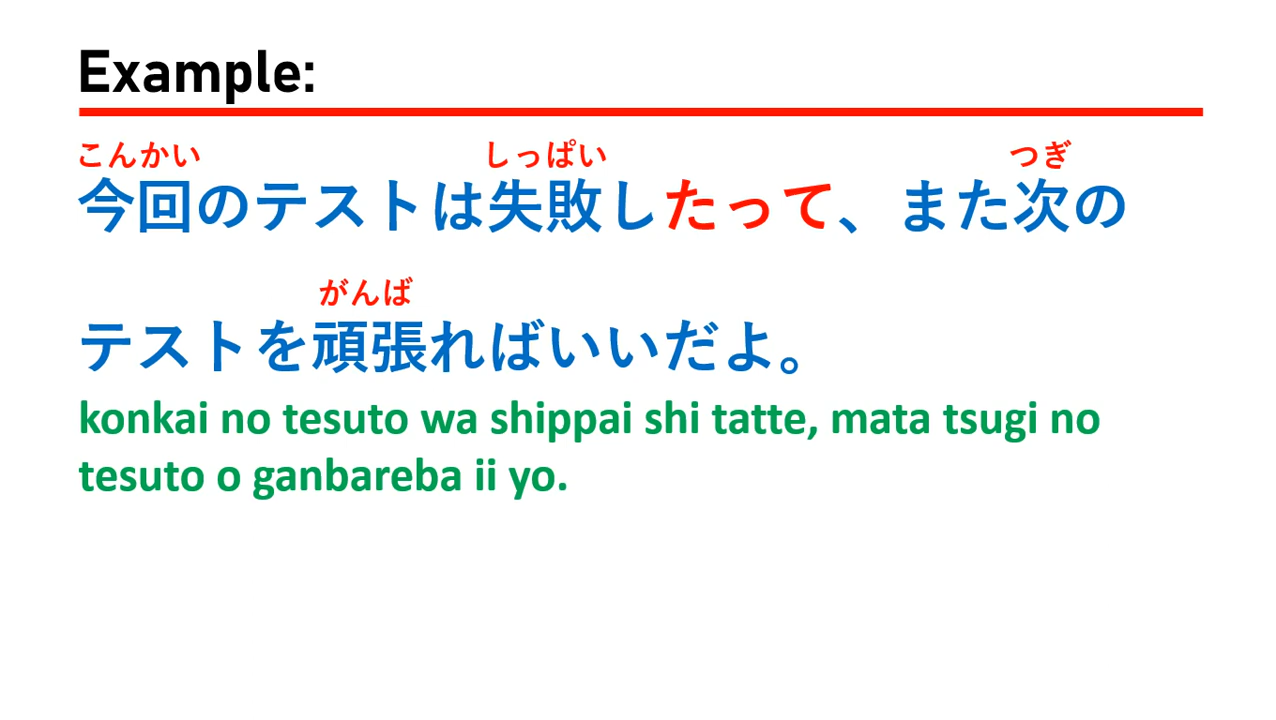 Example:
こんかい しっぱい つぎ
今回のテストは失敗したって、また次の
がんば
テストを頑張ればいいだよ。
konkai no tesuto wa shippai shi tatte, mata tsugi no
tesuto o ganbareba ii yo.